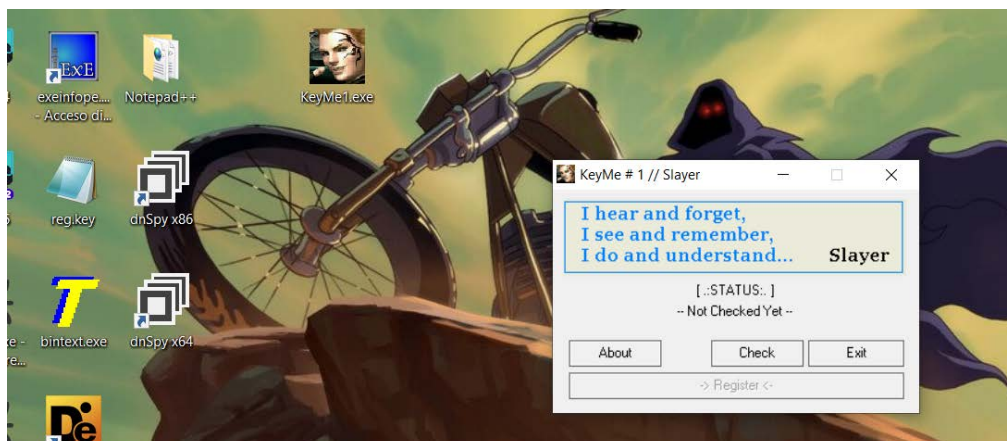 exeinfope....
- Acceso di...
Notepad++
KeyMe1.exe
reg.key
dnSpy x86
bintext.exe
dnSpy x64
KeyMe # 1 // Slayer
I hear and forget,
I see and remember,
I do and understand...
Slayer
[ .:STATUS:. ]
-- Not Checked Yet --
About
Check
Exit
-> Register <-